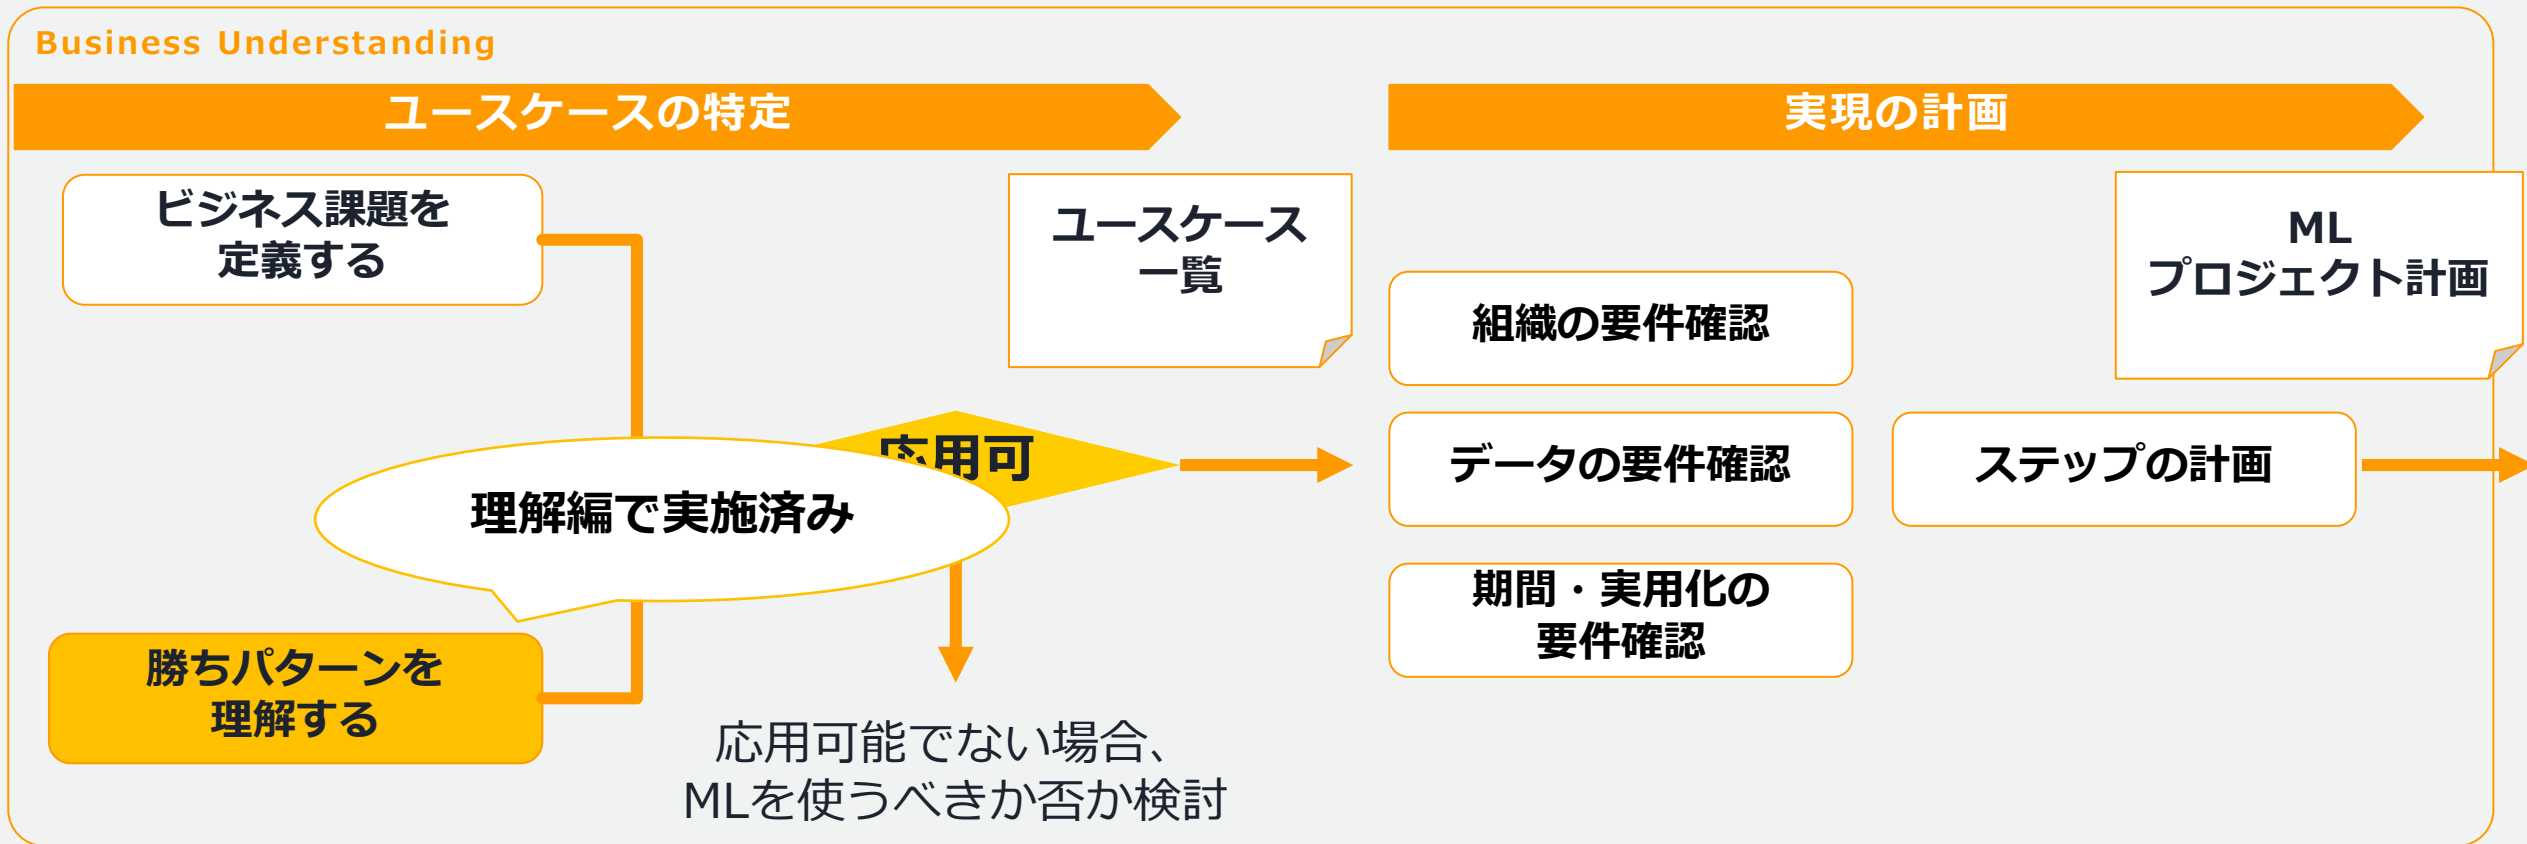 Business Understanding
ユースケースの特定
実現の計画
ビジネス課題を
定義する
ユースケース
一覧
ML
プロジェクト計画
組織の要件確認
応用可
データの要件確認
ステップの計画
理解編で実施済み
期間・実用化の
要件確認
勝ちパターンを
理解する
応用可能でない場合、
MLを使うべきか否か検討